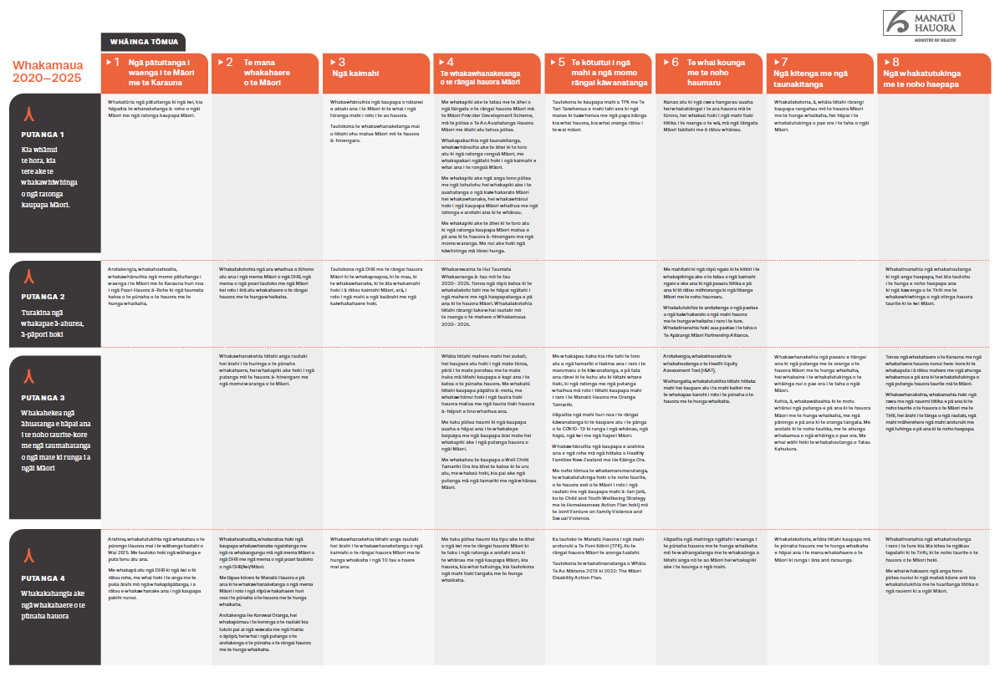 MANATŪ
HAUORA
MINISTRY OF HEALTH
WHĀINGA TŌMUA
Whakamaua
2020–2025
1 Ngā pātuitanga i
waenga i te Māori
me te Karauna
2 Te mana
whakahaere
o te Māori
3
Ngā kaimahi
4
Te whakawhanaketanga
o te rāngai hauora Māori
5 Te kōtuitui i ngā
mahi a ngā momo
rāngai kāwanatanga
6 Te whai kounga
me te noho
haumaru
7
Ngā kitenga me ngā
taunakitanga
8
Ngā whakatutukinga
me te noho haepapa
PUTANGA 1
Kia whānui
te hora, kia
tere ake te
whakawhiwhinga
o ngā ratonga
kaupapa Māori.
Whakatūria ngā pātuitanga ki ngā iwi, kia
hāpaitia te whanaketanga ā-rohe o ngāi
Māori me ngā ratonga kaupapa Māori.
Whakawhānuihia ngā kaupapa o nāianei
e akiaki ana i te Māori ki te whai i ngā
tūranga mahi i roto i te ao hauora.
Tautokona te whakawhanaketanga mai
o tētahi ohu matua Māori mō te hauora
ā-hinengaro.
Me whakapiki ake te tatau me te āhei o
ngā tāngata o te rāngai hauora Māori mā
te Māori Provider Development Scheme,
mā te pūtea o Te Ao Auahatanga Hauora
Māori me ētahi atu tahua pūtea.
Whakapakarihia ngā taunakitanga,
whakawhānuitia ake te āhei ki te toro
atu ki ngā ratonga rongoā Māori, me
whakapakari ngātahi hoki i ngā kaimahi e
whai ana i te rongoā Māori.
Me whakapiki ake ngā anga tono pūtea
me ngā tohutohu hei whakapiki ake i te
auahatanga o ngā kaiwhakarato Māori
hei whakawhanake, hei whakawhānui
hoki i ngā kaupapa Māori whaihua me ngā
ratonga e arotahi ana ki te whānau.
Me whakapiki ake te āhei ki te toro atu
ki ngā ratonga kaupapa Māori matua e
pā ana ki te hauora ā-hinengaro me ngā
momo waranga. Me nui ake hoki ngā
kōwhiringa mā tēnei hunga.
Tautokona te kaupapa mahi a TPK me Te
Tari Taiwhenua e mahi tahi ana ki ngā
marae ki tuawhenua me ngā papa kāinga
kia whai hauora, kia whai oranga rātou i
te wai māori.
Nanao atu ki ngā rawa hangarau auaha
hei whakahāngai i te ara hauora mā te
tūroro, hei whakaū hoki i ngā mahi tiaki
tōtika i te roanga o te wā, mā ngā tāngata
Māori takitahi me ō rātou whānau.
Whakatakotoria, ā, whāia tētahi rārangi
kaupapa rangahau mō te hauora Māori
me te hunga whaikaha, hei hāpai i te
whakatutukinga o pae ora i te taha o ngāi
Māori.
PUTANGA 2
Turakina ngā
whakapae ā-ahurea,
ā-pāpori hoki
Arotakengia, whakahoahoatia,
whakawhānuihia ngā momo pātuitanga i
waenga i te Māori me te Karauna huri noa
i ngā Poari Hauora ā-Rohe ki ngā taumata
katoa o te pūnaha o te hauora me te
hunga whaikaha.
Whakatakotohia ngā ara whaihua e tūhono
atu ana i ngā mema Māori o ngā DHB, ngā
mema o ngā poari tautoko me ngā Māori
kei roto i ērā atu whakahaere o te rāngai
hauora me te hunga whaikaha.
Tautokona ngā DHB me te rāngai hauora
Māori ki te whakapoapoa, ki te mau, ki
te whakawhanake, ki te āta whakamahi
hoki i ā rātou kaimahi Māori, arā, i
roto i ngā mahi a ngā kaiārahi me ngā
kaiwhakahaere hoki.
Whakarewaina te Hui Taumata
Whakaoranga ā-tau mō te tau
2020–2025. Tonoa ngā rōpū katoa ki te
whakatakoto tahi me te hāpai ngātahi i
ngā mahere me ngā haepapatanga e pā
ana ki te hauora Māori. Whakatakotohia
tētahi rārangi take whai rautaki mō
te roanga o te mahere o Whakamaua
2020–2025.
Me mahitahi ki ngā rōpū ngaio ki te kōkiri i te
whakapikinga ake o te tatau o ngā kaimahi
ngaio e eke ana ki ngā paearu tōtika e pā
ana ki ō rātou mōhioranga ki ngā tikanga
Māori me te noho haumaru.
Whakatutukihia te arotakenga o ngā paetae
a ngā kaiwhakarato o ngā mahi hauora
me te hunga whaikaha i raro i te ture.
Whakatinanahia hoki aua paetae i te taha o
Te Apārangi: Māori Partnership Alliance.
Whakatinanahia ngā whakahoutanga
ki ngā anga haepapa, hei āta tautohu
i te hunga e noho haepapa ana
ki ngā kawenga o te Tiriti me te
whakawhiwhinga o ngā otinga hauora
taurite ki te iwi Māori.
PUTANGA 3
Whakahekea ngā
āhuatanga e hāpai ana
i te noho taurite-kore
me ngā taumahatanga
o ngā mate ki runga i a
ngāi Māori
Whakawhanakehia tētahi anga rautaki
hei ārahi i te huringa o te pūnaha
whakahaere, hei whakapiki ake hoki i ngā
putanga mō te hauora ā-hinengaro me
ngā momo waranga o te Māori.
Whāia tētahi mahere mahi hei aukati,
hei kaupare atu hoki i ngā mate tūroa,
pērā i te mate porohau me te mate
huka mā tētahi kaupapa e kapi ana i te
katoa o te pūnaha hauora. Me whakatū
tētahi kaupapa pāpāho ā-motu, me
whakawhānui hoki i ngā tauira tiaki
hauora matua me ngā tauira tiaki hauora
ā-hāpori e tino whaihua ana.
Me tuku pūtea haumi ki ngā kaupapa
auaha e hāpai ana i te whakatepe
kaipaipa me ngā kaupapa ārai mate hei
whakapiki ake i ngā putanga hauora o
ngāi Māori.
Me whakahou te kaupapa o Well Child
Tamariki Ora kia āhei te katoa ki te uru
atu, me whakaū hoki, kia pai ake ngā
putanga mā ngā tamariki me ngā whānau
Māori.
Me whakapau kaha kia rite tahi te toro
atu a ngā tamariki e tiakina ana i raro i te
marumaru o te kāwanatanga, e pā tata
ana rānei ki te kuhu atu ki tētahi whare
tiaki, ki ngā ratonga me ngā putanga
whaihua mā roto i tētahi kaupapa mahi
i raro i te Manatū Hauora me Oranga
Tamariki.
Hāpaitia ngā mahi huri noa i te rāngai
kāwanatanga ki te kaupare atu i te pānga
o te COVID-19 ki runga i ngā whānau, ngā
hapū, ngā iwi me ngā hapori Māori.
Whakawhānuitia ngā kaupapa e arahina
ana e ngā rohe mā ngā hōtaka o Healthy
Families New Zealand me He Kāinga Ora.
Me noho tōmua te whakamarumarutanga,
te whakatutukinga hoki o te noho taurite,
o te hauora anō o te Māori i roto i ngā
rautaki me ngā kaupapa mahi ā-tari (arā,
ko te Child and Youth Wellbeing Strategy
me te Homelessness Action Plan hoki) mō
te Joint Venture on Family Violence and
Sexual Violence.
Arotakengia, whakatinanahia te
whakahoutanga o te Health Equity
Assessment Tool (HEAT).
Waihangatia, whakatutukihia tētahi hōtaka
mahi hei kaupare atu i te mahi kaikiri me
te whakapae kanohi i roto i te pūnaha o te
hauora me te hunga whaikaha.
Whakawhanakehia ngā paearu e hāngai
ana ki ngā putanga me te oranga o te
hauora Māori me te hunga whaikaha,
hei whakaine i te whakatutukinga o te
whāinga nui o pae ora i te taha o ngāi
Māori.
Kohia, ā, whakawāteahia ki te motu
whānui ngā putanga e pā ana ki te hauora
Māori me te hunga whaikaha, me ngā
pārongo e pā ana ki te oranga tangata. Me
arotahi ki te noho tautika, me te ahunga
whakamua o ngā whāinga o pae ora. Me
whai wāhi hoki te whakahoutanga o Tatau
Kahukura.
Tonoa ngā whakahaere o te Karauna me ngā
whakahaere hauora nunui here-kore ki te
whakaputa i ā rātou mahere me ngā ahunga
whakamua e pā ana ki te whakatutukinga o
ngā putanga hauora taurite mā te Māori.
Whakawhanakehia, whakamahia hoki ngā
rawa me ngā rauemi tōtika e pā ana ki te
noho taurite o te hauora o te Māori me te
Tiriti, hei ārahi i te tānga o ngā rautaki, ngā
mahi māherehere me ngā mahi aroturuki me
ngā tuhinga e pā ana ki te noho haepapa.
PUTANGA 4
Whakakahangia ake
ngā whakahaere o te
pūnaha hauora
Arahina, whakatutukihia ngā whakahau o te
pūrongo Hauora mai i te wāhanga tuatahi o
Wai 2575. Me tautoko hoki ngā wāhanga e
puta tonu atu ana.
Me whakapā atu ngā DHB ki ngā iwi o tō
rātou rohe, me whai hoki i te anga me te
puka ārahi mō ngā whakapāpātanga, i a
rātou e whakawhanake ana i ngā kaupapa
pakihi nunui.
Whakahoahoatia, whakaratoa hoki ngā
kaupapa whakawhanake ngaiotanga me
ngā ra whakangungu mā ngā mema Māori o
ngā DHB me ngā mema o ngā poari tautoko
o ngā DHB/Iwi/Māori.
Me tāpae kōrero te Manatū Hauora e pā
ana ki te whakawhanaketanga o ngā mema
Māori i roto i ngā rōpū whakahaere huri
noa i te pūnaha o te hauora me te hunga
whaikaha.
Arotakengia He Korowai Oranga, hei
whakapūmau i te koronga o te rautaki kia
tutuki pai ai ngā wawata me ngā hiahia
o āpōpō, hei whai i ngā putanga o te
arotakenga o te pūnaha o te rāngai hauora
me te hunga whaikaha.
Whakawhanakehia tētahi anga rautaki
hei ārahi i te whakawhanaketanga o ngā
kaimahi o te rāngai hauora Māori me te
hunga whaikaha i ngā 10 tau e haere
mai ana.
Me tuku pūtea haumi kia tipu ake te āhei
o ngā iwi me te rāngai hauora Māori ki
te tuku i ngā ratonga e arotahi ana ki
te whānau me ngā kaupapa Māori, kia
hauora, kia whai tuituinga, kia tautokona
ngā mahi tiaki tangata me te hunga
whaikaha.
Ka tautoko te Manatū Hauora i ngā mahi
aroturuki a Te Puni Kōkiri (TPK). Ko te
rāngai hauora Māori te aronga tuatahi.
Tautokona te whakatinanatanga o Whāia
Te Ao Mārama 2018 ki 2022: The Māori
Disability Action Plan.
Hāpaitia ngā mahinga ngātahi i waenga i
te pūnaha hauora me te hunga whaikaha
mō te waihangatanga me te whakaūnga o
tētahi anga nō te ao Māori hei whakapiki
ake i te kounga o ngā mahi.
Whakatakotoria, whāia tētahi kaupapa mā
te pūnaha hauora me te hunga whaikaha
e hāpai ana i te mana whakahaere o te
Māori ki runga i āna anō raraunga.
Whakatinanahia ngā whakahoutanga
i raro i te ture kia āta kitea te ngākau
tapatahi ki te Tiriti, ki te noho taurite o te
hauora o te Māori hoki.
Me whai whakaaro ngā anga tono
pūtea nunui ki ngā mateā kāore anō kia
whakatutukihia me te tuaritanga tōtika o
ngā rauemi ki a ngāi Māori.